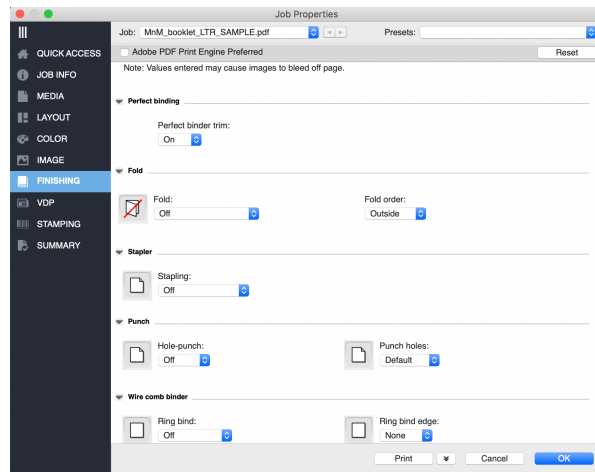 Job Properties
Job: MnM_booklet_LTR_SAMPLE.pdf Presets:
Adobe PDF Print Engine Preferred Reset
QUICK ACCESS
JOB INFO
MEDIA
LAYOUT
COLOR
IMAGE
FINISHING
VDP
STAMPING
SUMMARY
Note: Values entered may cause images to bleed off page.
Perfect binding
Perfect binder trim:
On
Fold
Fold: Fold order:
Off Outside
Stapler
Stapling:
Off
Punch
Hole-punch: Punch holes:
Off Default
Wire comb binder
Ring bind: Ring bind edge:
Off None
Print Cancel OK